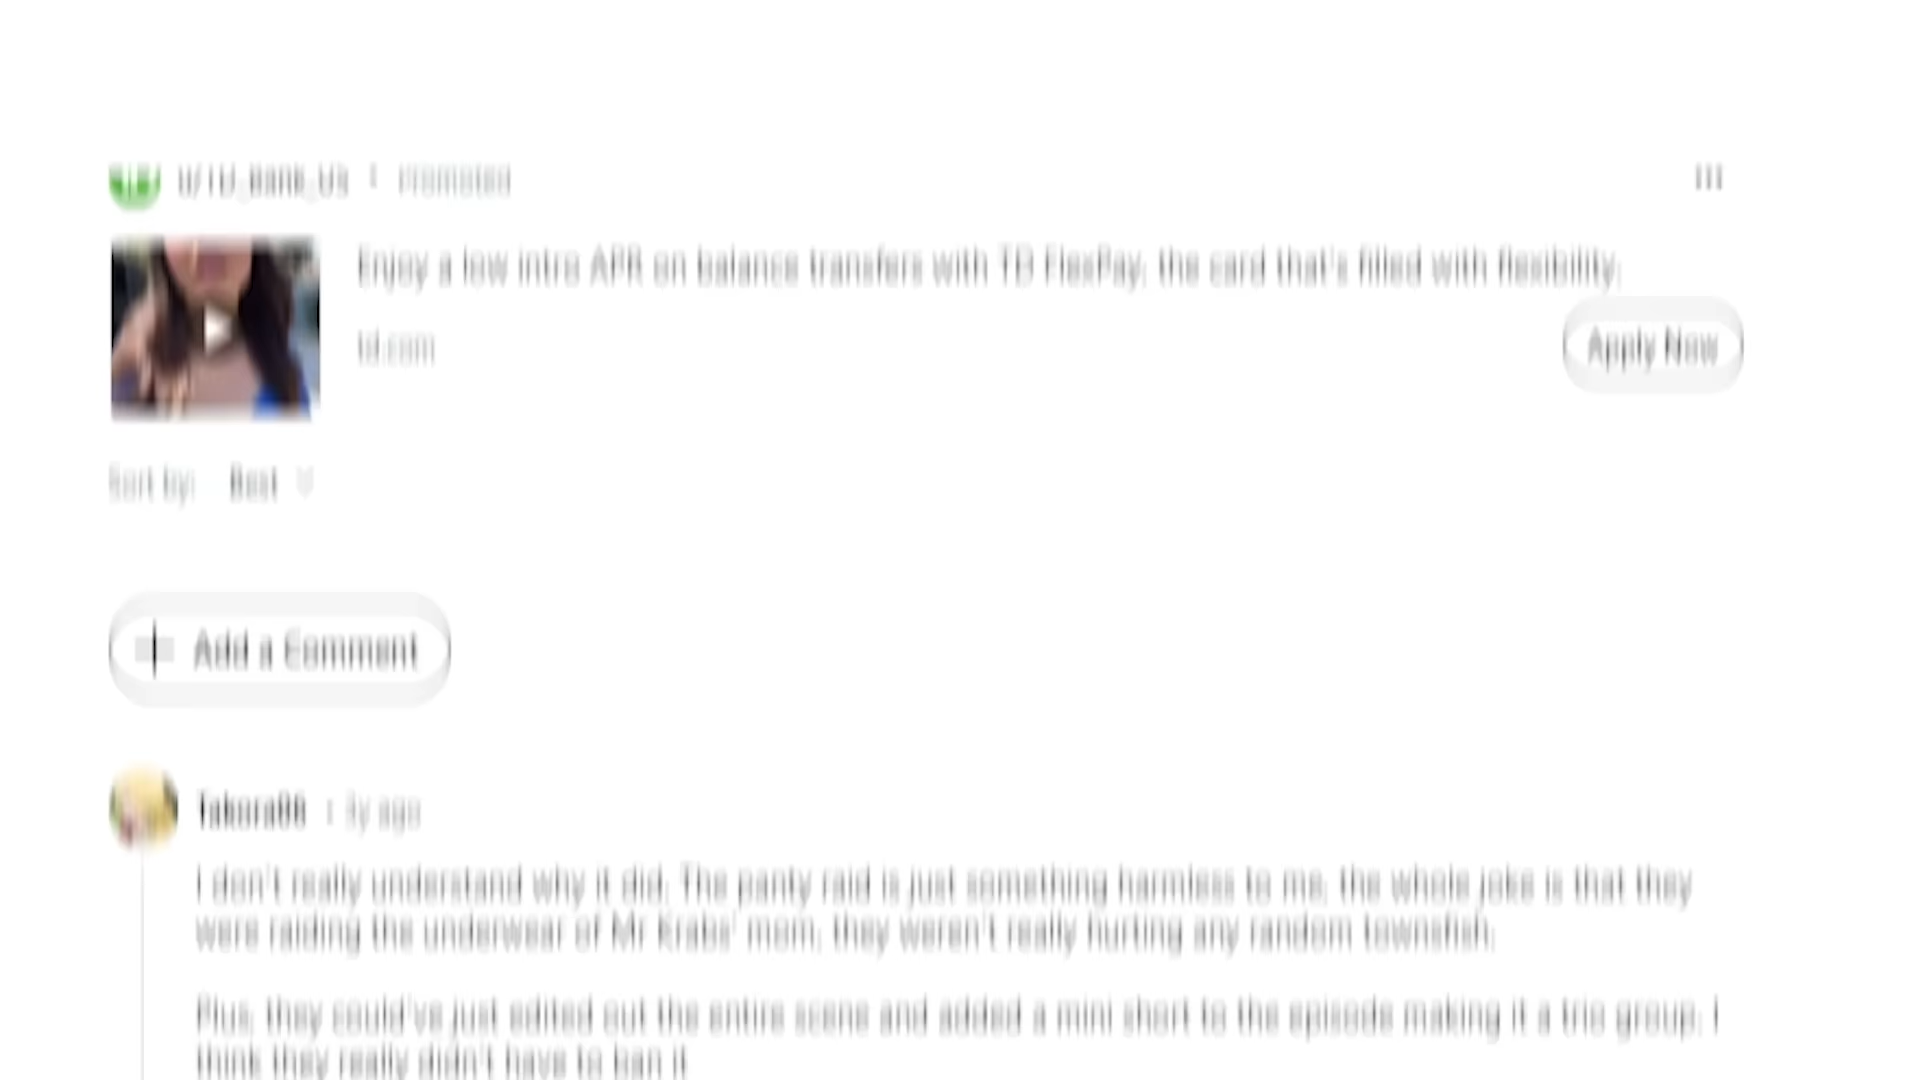 u/TD_Bank_US • Promoted
Enjoy a low intro APR on balance transfers with TD FlexPay, the card that's filled with flexibility.
td.com
Apply Now
Sort by: Best
Add a Comment
3y ago
I don't really understand why it did. The panty raid is just something harmless to me, the whole joke is that they
were raiding the underwear of Mr Krabs' mom, they weren't really hurting any random townsfish.
Plus, they could've just edited out the entire scene and added a mini short to the episode making it a trio group. I
think they really didn't have to ban it